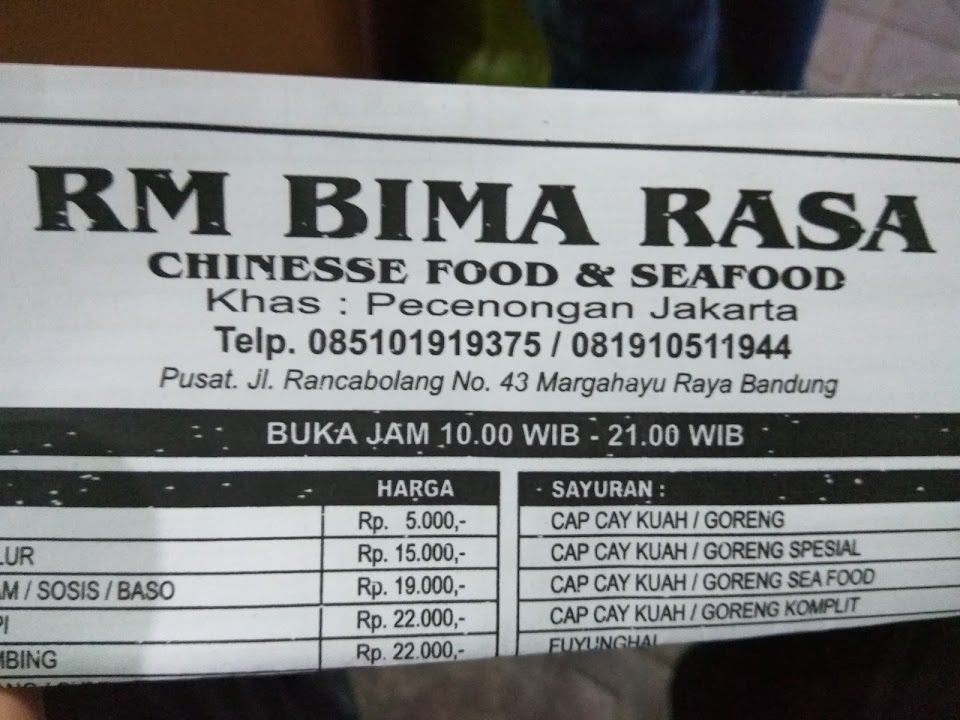 RM BIMA RASA
CHINESSE FOOD & SEAFOOD
Khas : Pecenongan Jakarta
Telp. 085101919375 / 081910511944
Pusat. Jl. Rancabolang No. 43 Margahayu Raya Bandung
BUKA JAM 10.00 WIB - 21.00 WIB
HARGA
Rp. 5.000,-
LUR Rp. 15.000,-
AM / SOSIS / BASO Rp. 19.000,-
PI Rp. 22.000,-
MBING Rp. 22.000,-
SAYURAN :
CAP CAY KUAH / GORENG
CAP CAY KUAH / GORENG SPESIAL
CAP CAY KUAH / GORENG SEA FOOD
CAP CAY KUAH / GORENG KOMPLIT
FUYUNGHAI